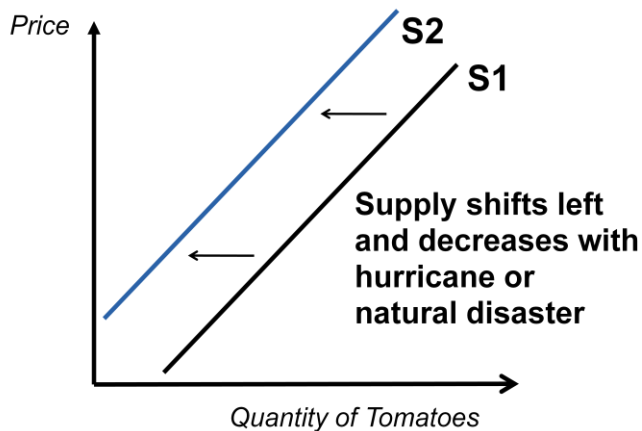 Price
S2
S1
Supply shifts left
and decreases with
hurricane or
natural disaster
Quantity of Tomatoes